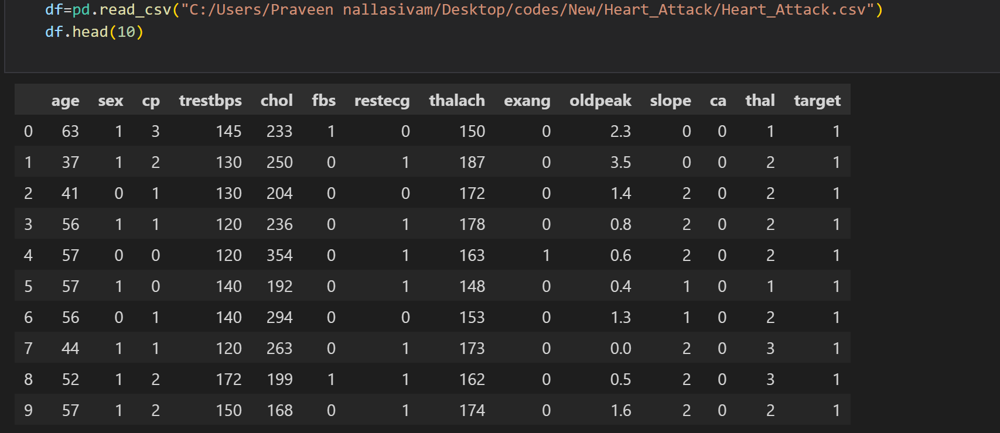 df=pd.read_csv("C:/Users/Praveen nallasivam/Desktop/codes/New/Heart_Attack/Heart_Attack.csv")
df.head(10)
age sex cp trestbps chol fbs restecg thalach exang oldpeak slope ca thal target
0 63 1 3 145 233 1 0 150 0 2.3 0 0 1 1
1 37 1 2 130 250 0 1 187 0 3.5 0 0 2 1
2 41 0 1 130 204 0 0 172 0 1.4 2 0 2 1
3 56 1 1 120 236 0 1 178 0 0.8 2 0 2 1
4 57 0 0 120 354 0 1 163 1 0.6 2 0 2 1
5 57 1 0 140 192 0 1 148 0 0.4 1 0 1 1
6 56 0 1 140 294 0 0 153 0 1.3 1 0 2 1
7 44 1 1 120 263 0 1 173 0 0.0 2 0 3 1
8 52 1 2 172 199 1 1 162 0 0.5 2 0 3 1
9 57 1 2 150 168 0 1 174 0 1.6 2 0 2 1